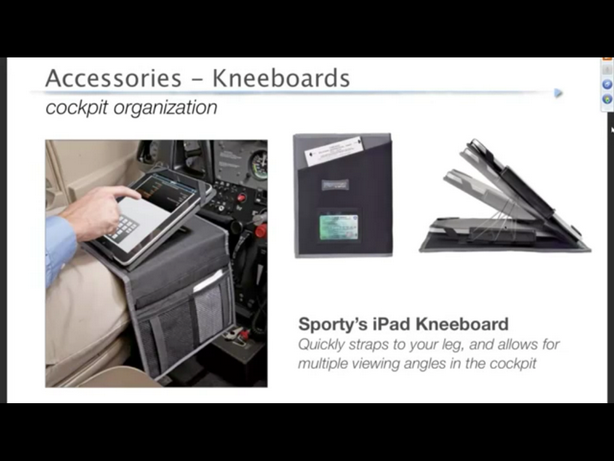 Accessories – Kneeboards
cockpit organization
Sporty's iPad Kneeboard
Quickly straps to your leg, and allows for
multiple viewing angles in the cockpit